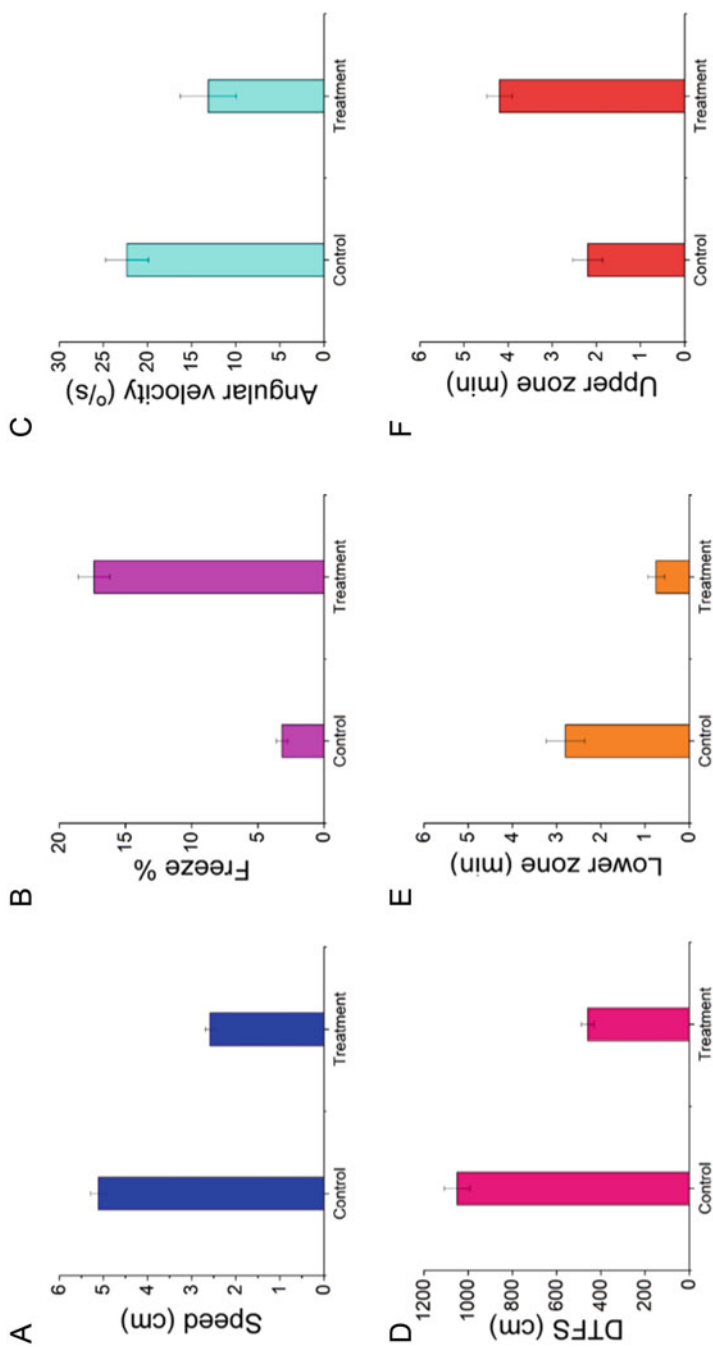 A
Speed (cm)
6
5
4
3
2
1
0
Control Treatment
B
Freeze %
20
15
10
5
0
Control Treatment
C
Angular velocity (º/s)
30
25
20
15
10
5
0
Control Treatment
D
DTFS (cm)
1200
1000
800
600
400
200
0
Control Treatment
E
Lower zone (min)
6
5
4
3
2
1
0
Control Treatment
F
Upper zone (min)
6
5
4
3
2
1
0
Control Treatment